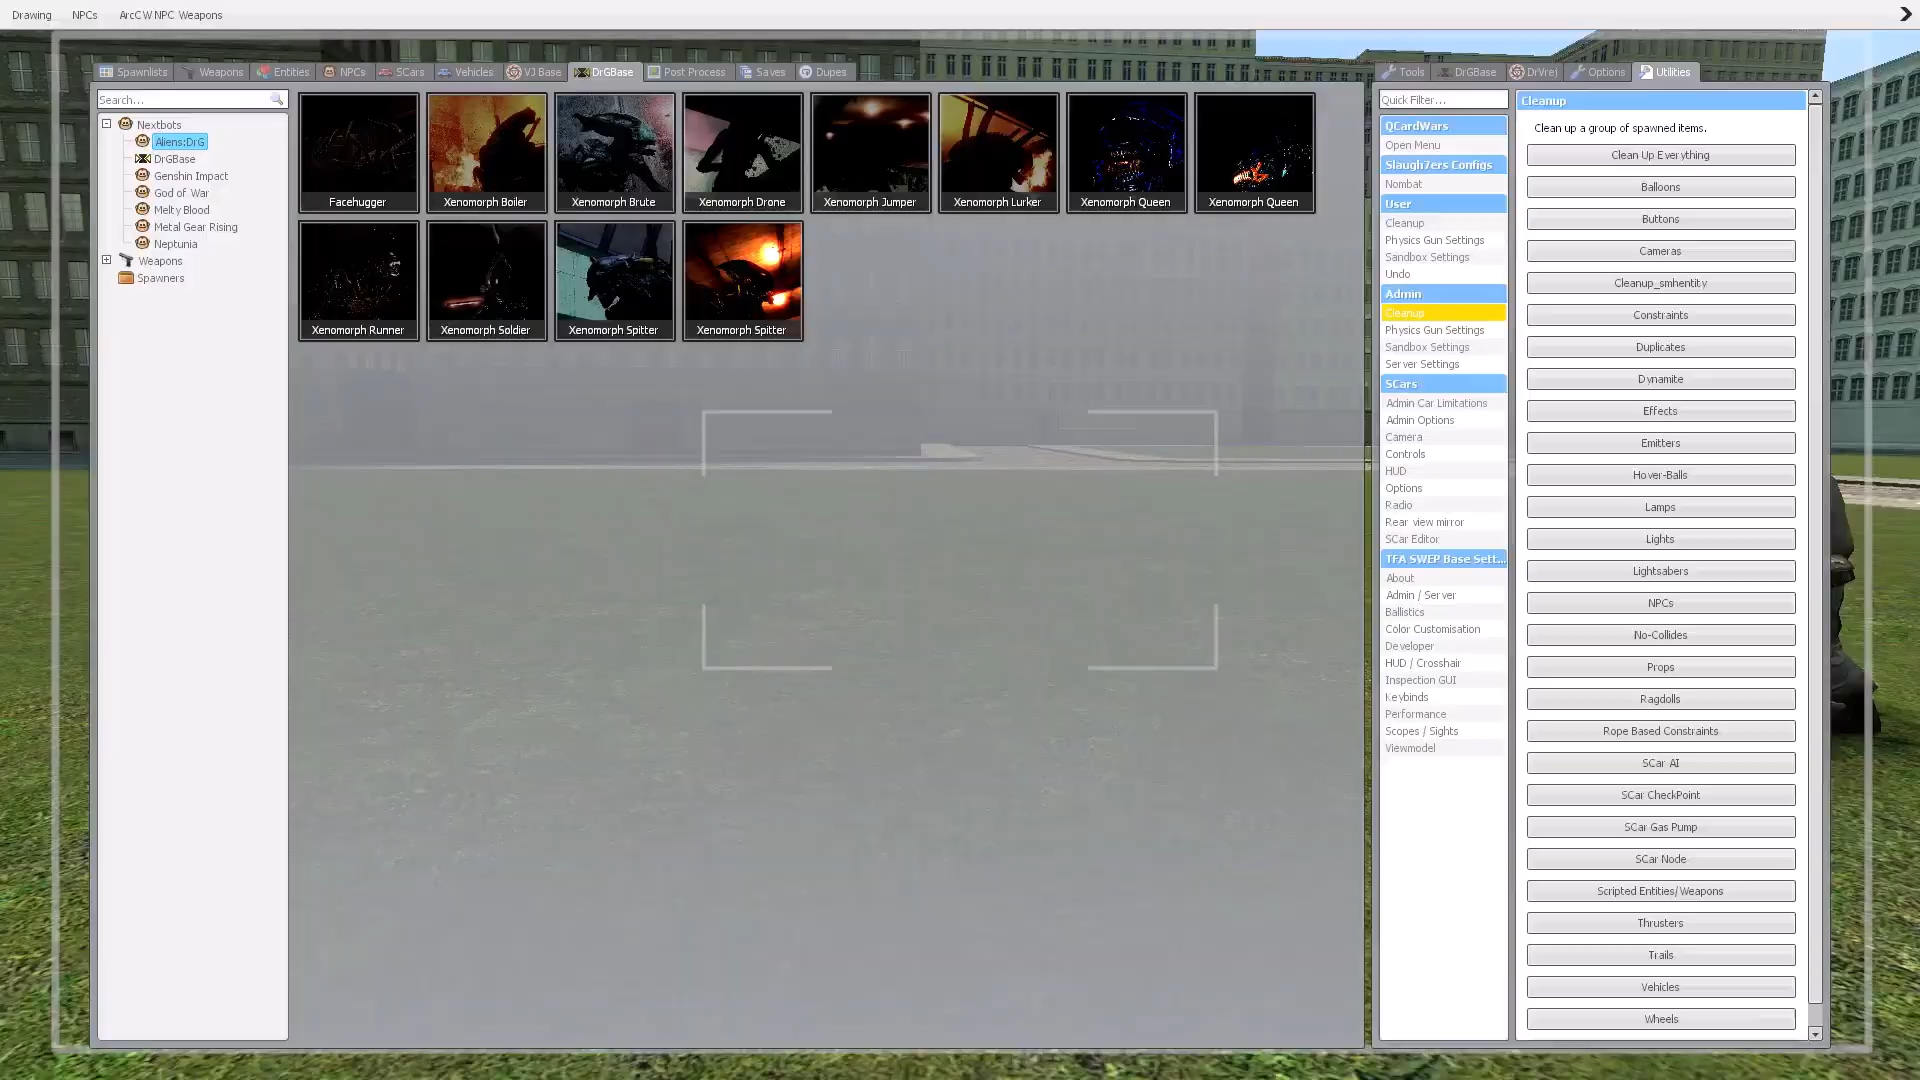 Drawing NPCs ArcCW NPC Weapons
Spawnlists Weapons Entities NPCs SCars Vehicles VJ Base DrGBase Post Process Saves Dupes
Search...
Nextbots
Aliens:DrG
DrGBase
Genshin Impact
God of War
Melty Blood
Metal Gear Rising
Neptunia
Weapons
Spawners
Facehugger
Xenomorph Boiler
Xenomorph Brute
Xenomorph Drone
Xenomorph Jumper
Xenomorph Lurker
Xenomorph Queen
Xenomorph Queen
Xenomorph Runner
Xenomorph Soldier
Xenomorph Spitter
Xenomorph Spitter
Tools DrGBase DrVrej Options Utilities
Quick Filter...
QCardWars
Open Menu
Slaugh7ers Configs
Nombat
User
Cleanup
Physics Gun Settings
Sandbox Settings
Undo
Admin
Cleanup
Physics Gun Settings
Sandbox Settings
Server Settings
SCars
Admin Car Limitations
Admin Options
Camera
Controls
HUD
Options
Radio
Rear view mirror
SCar Editor
TFA SWEP Base Sett...
About
Admin / Server
Ballistics
Color Customisation
Developer
HUD / Crosshair
Inspection GUI
Keybinds
Performance
Scopes / Sights
Viewmodel
Cleanup
Clean up a group of spawned items.
Clean Up Everything
Balloons
Buttons
Cameras
Cleanup_smhentity
Constraints
Duplicates
Dynamite
Effects
Emitters
Hover-Balls
Lamps
Lights
Lightsabers
NPCs
No-Collides
Props
Ragdolls
Rope Based Constraints
SCar AI
SCar CheckPoint
SCar Gas Pump
SCar Node
Scripted Entities/Weapons
Thrusters
Trails
Vehicles
Wheels